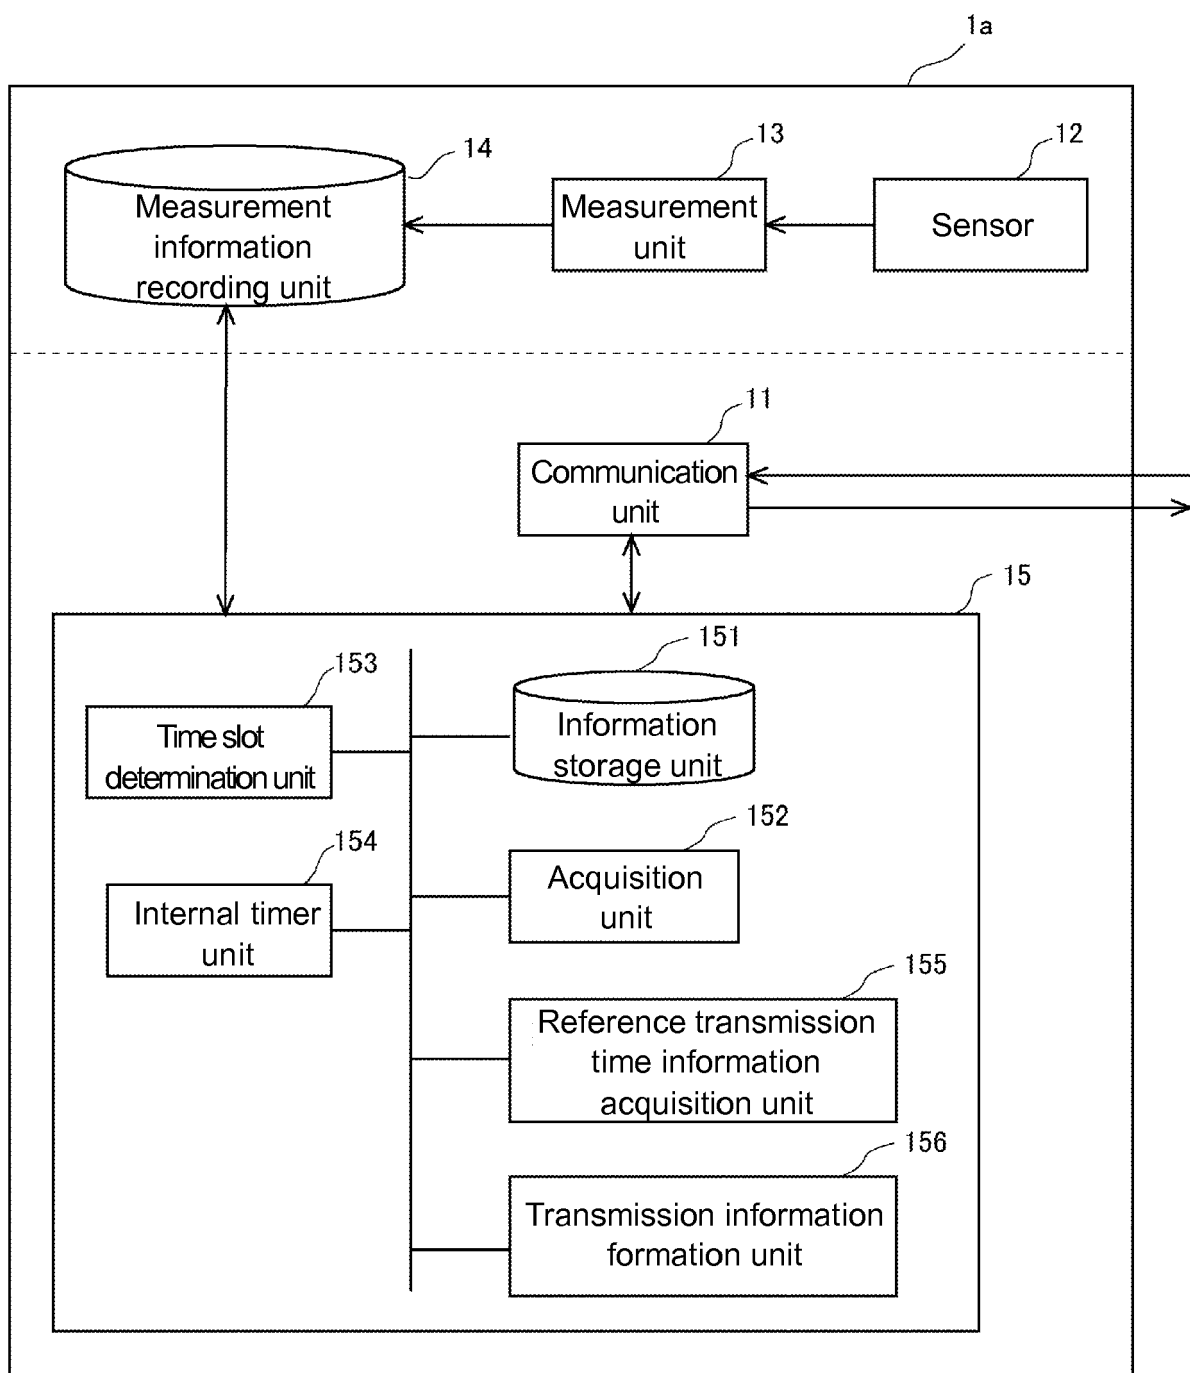 1a
14
13
12
Measurement
information
recording unit
Measurement
unit
Sensor
11
Communication
unit
15
151
153
Information
storage unit
Time slot
determination unit
152
154
Acquisition
unit
Internal timer
unit
155
Reference transmission
time information
acquisition unit
156
Transmission information
formation unit